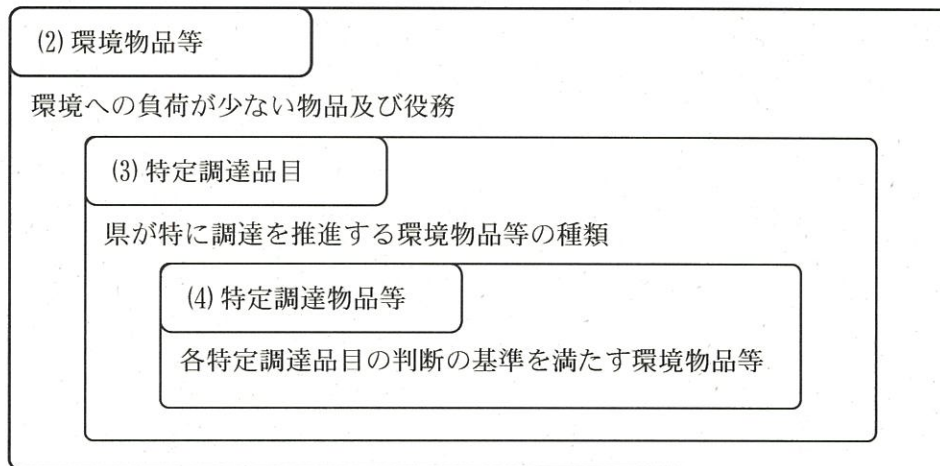 (2) 環境物品等
環境への負荷が少ない物品及び役務
(3) 特定調達品目
県が特に調達を推進する環境物品等の種類
(4) 特定調達物品等
各特定調達品目の判断の基準を満たす環境物品等